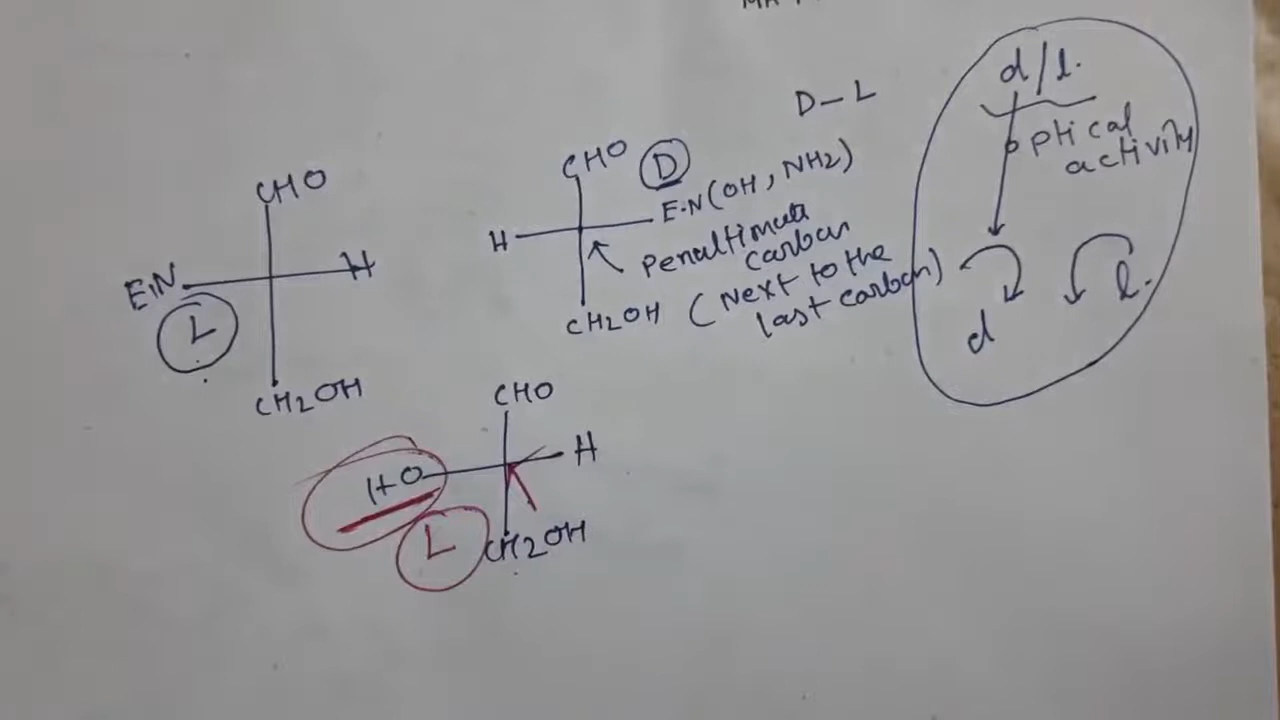 D-L
d/l.
optical
activity
d
l.
CHO
E.N
H
L
CH2OH
CHO
D
H
E.N(OH, NH2)
Penultimate
carbon
(Next to the
last carbon)
CH2OH
CHO
HO
H
L
CH2OH